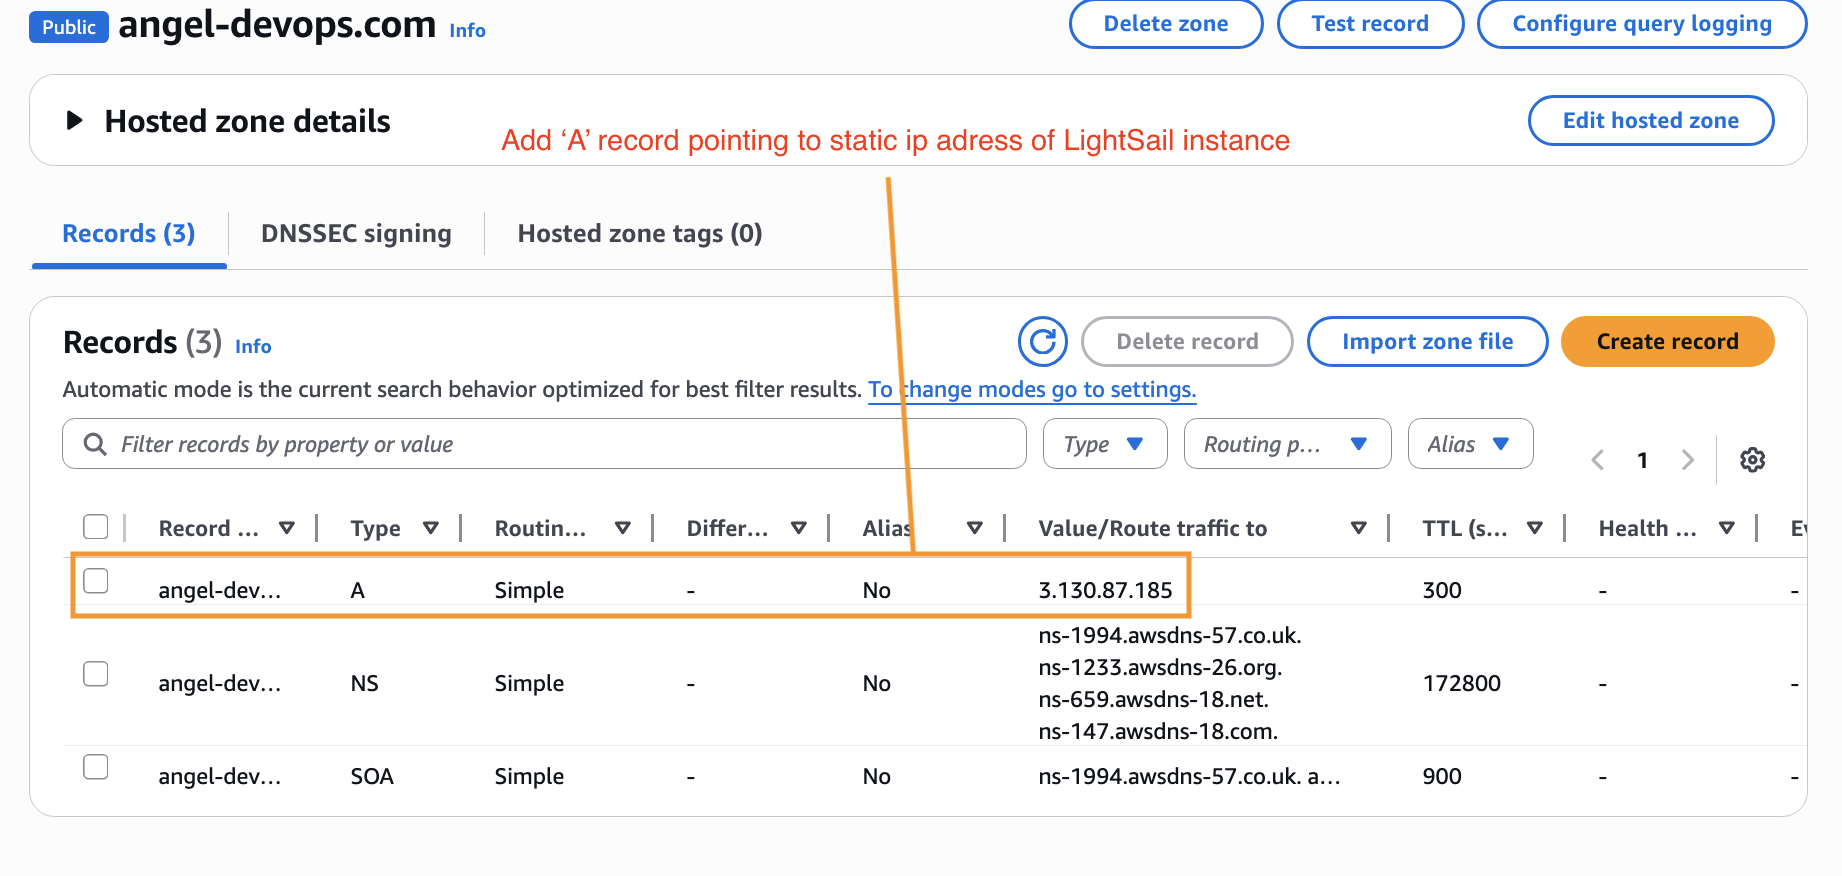 Public angel-devops.com Info Delete zone Test record Configure query logging
Hosted zone details Edit hosted zone
Add ‘A’ record pointing to static ip adress of LightSail instance
Records (3) DNSSEC signing Hosted zone tags (0)
Records (3) Info Delete record Import zone file Create record
Automatic mode is the current search behavior optimized for best filter results. To change modes go to settings.
Filter records by property or value Type Routing p... Alias 1
Record ... Type Routin... Differ... Alias Value/Route traffic to TTL (s... Health ...
angel-dev... A Simple - No 3.130.87.185 300 - -
angel-dev... NS Simple - No ns-1994.awsdns-57.co.uk. 172800 - -
ns-1233.awsdns-26.org.
ns-659.awsdns-18.net.
ns-147.awsdns-18.com.
angel-dev... SOA Simple - No ns-1994.awsdns-57.co.uk. a... 900 - -